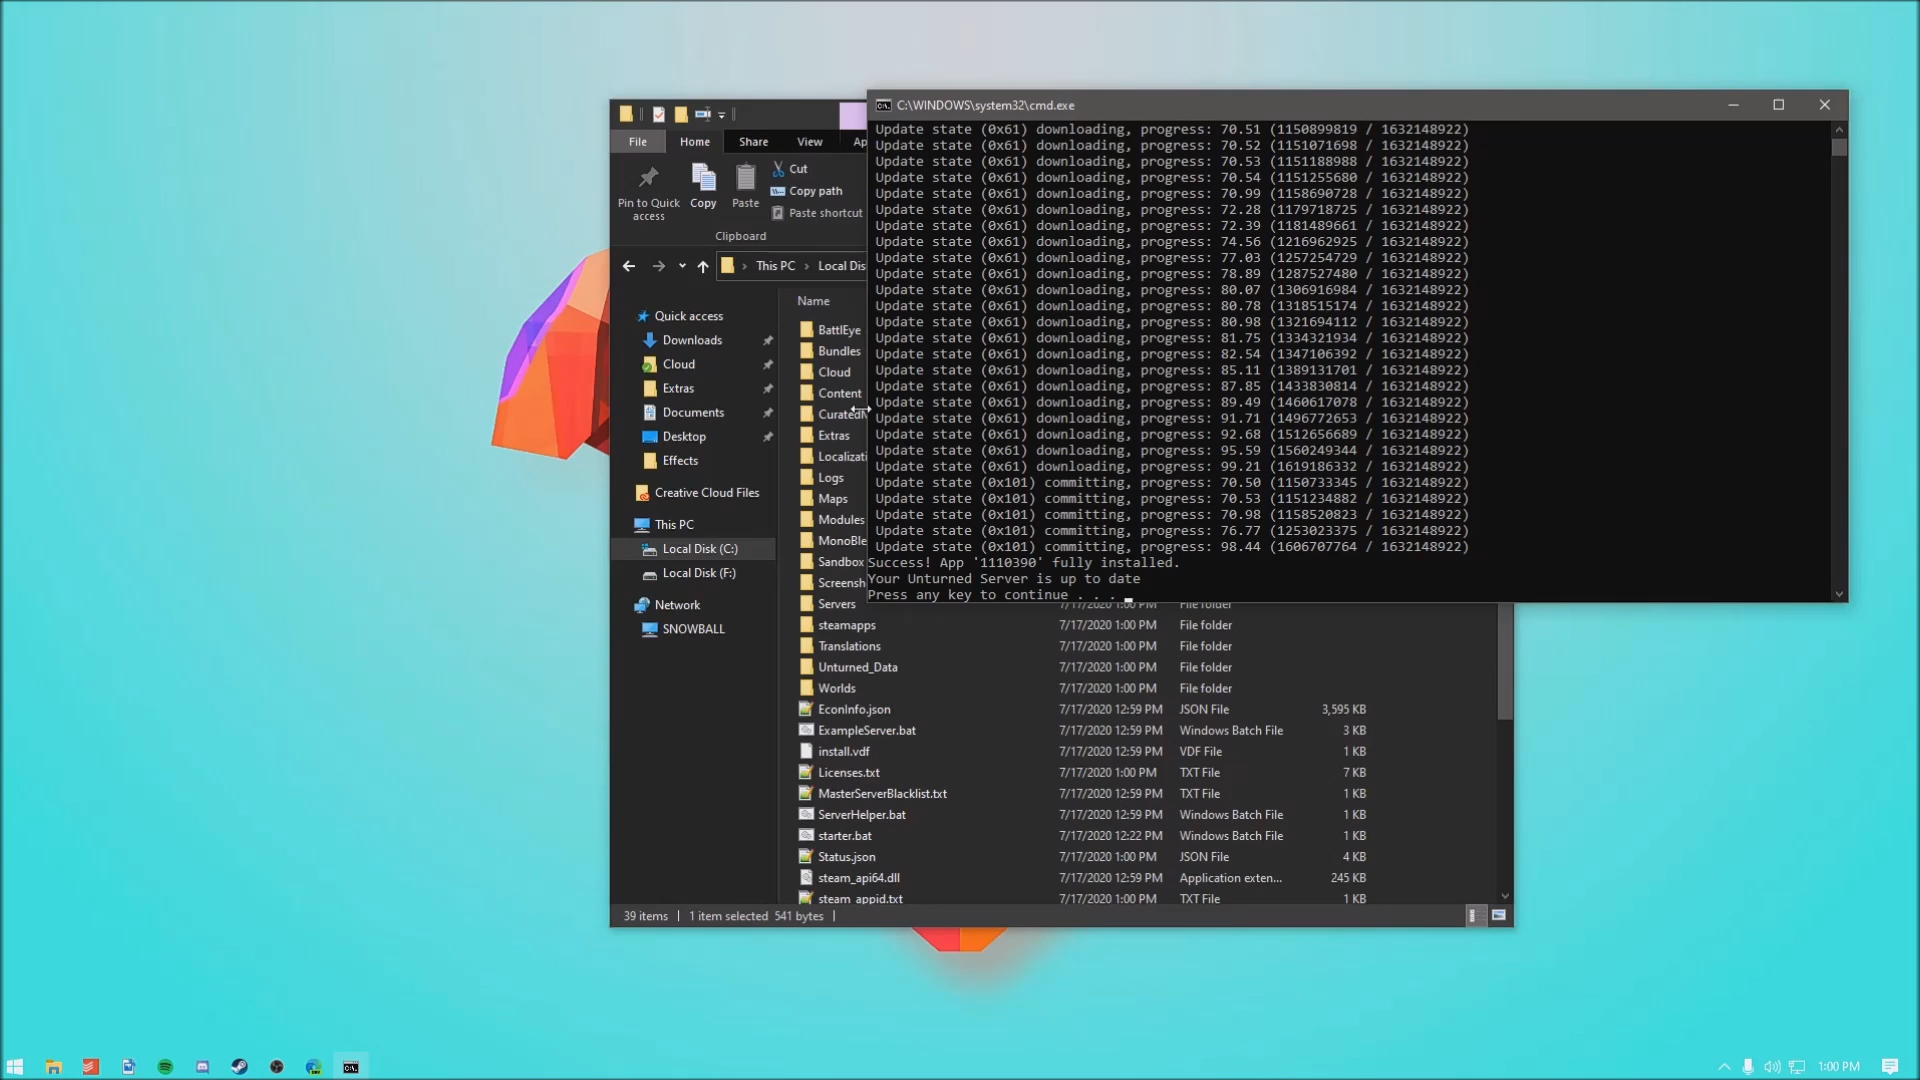 C:\WINDOWS\system32\cmd.exe
Update state (0x61) downloading, progress: 70.51 (1150899819 / 1632148922)
Update state (0x61) downloading, progress: 70.52 (1151071698 / 1632148922)
Update state (0x61) downloading, progress: 70.53 (1151188988 / 1632148922)
Update state (0x61) downloading, progress: 70.54 (1151255680 / 1632148922)
Update state (0x61) downloading, progress: 70.99 (1158690728 / 1632148922)
Update state (0x61) downloading, progress: 72.28 (1179718725 / 1632148922)
Update state (0x61) downloading, progress: 72.39 (1181489661 / 1632148922)
Update state (0x61) downloading, progress: 74.56 (1216962925 / 1632148922)
Update state (0x61) downloading, progress: 77.03 (1257254729 / 1632148922)
Update state (0x61) downloading, progress: 78.89 (1287527480 / 1632148922)
Update state (0x61) downloading, progress: 80.07 (1306916984 / 1632148922)
Update state (0x61) downloading, progress: 80.78 (1318515174 / 1632148922)
Update state (0x61) downloading, progress: 80.98 (1321694112 / 1632148922)
Update state (0x61) downloading, progress: 81.75 (1334321934 / 1632148922)
Update state (0x61) downloading, progress: 82.54 (1347106392 / 1632148922)
Update state (0x61) downloading, progress: 85.11 (1389131701 / 1632148922)
Update state (0x61) downloading, progress: 87.85 (1433830814 / 1632148922)
Update state (0x61) downloading, progress: 89.49 (1460617078 / 1632148922)
Update state (0x61) downloading, progress: 91.71 (1496772653 / 1632148922)
Update state (0x61) downloading, progress: 92.68 (1512656689 / 1632148922)
Update state (0x61) downloading, progress: 95.59 (1560249344 / 1632148922)
Update state (0x61) downloading, progress: 99.21 (1619186332 / 1632148922)
Update state (0x101) committing, progress: 70.50 (1150733345 / 1632148922)
Update state (0x101) committing, progress: 70.53 (1151234882 / 1632148922)
Update state (0x101) committing, progress: 70.98 (1158520823 / 1632148922)
Update state (0x101) committing, progress: 76.77 (1253023375 / 1632148922)
Update state (0x101) committing, progress: 98.44 (1606707764 / 1632148922)
Success! App '1110390' fully installed.
Your Unturned Server is up to date
Press any key to continue . . .
File Home Share View Ap
Pin to Quick access
Copy
Paste
Cut
Copy path
Paste shortcut
Clipboard
This PC > Local Dis
Quick access
Downloads
Cloud
Extras
Documents
Desktop
Effects
Creative Cloud Files
This PC
Local Disk (C:)
Local Disk (F:)
Network
SNOWBALL
Name
BattlEye
Bundles
Cloud
Content
Curated
Extras
Localizati
Logs
Maps
Modules
MonoBle
Sandbox
Screensh
Servers 7/17/2020 1:00 PM File folder
steamapps 7/17/2020 1:00 PM File folder
Translations 7/17/2020 1:00 PM File folder
Unturned_Data 7/17/2020 1:00 PM File folder
Worlds 7/17/2020 1:00 PM File folder
EconInfo.json 7/17/2020 12:59 PM JSON File 3,595 KB
ExampleServer.bat 7/17/2020 12:59 PM Windows Batch File 3 KB
install.vdf 7/17/2020 12:59 PM VDF File 1 KB
Licenses.txt 7/17/2020 1:00 PM TXT File 7 KB
MasterServerBlacklist.txt 7/17/2020 12:59 PM TXT File 1 KB
ServerHelper.bat 7/17/2020 12:59 PM Windows Batch File 1 KB
starter.bat 7/17/2020 12:22 PM Windows Batch File 1 KB
Status.json 7/17/2020 1:00 PM JSON File 4 KB
steam_api64.dll 7/17/2020 12:59 PM Application exten... 245 KB
steam_appid.txt 7/17/2020 1:00 PM TXT File 1 KB
39 items | 1 item selected 541 bytes |
1:00 PM